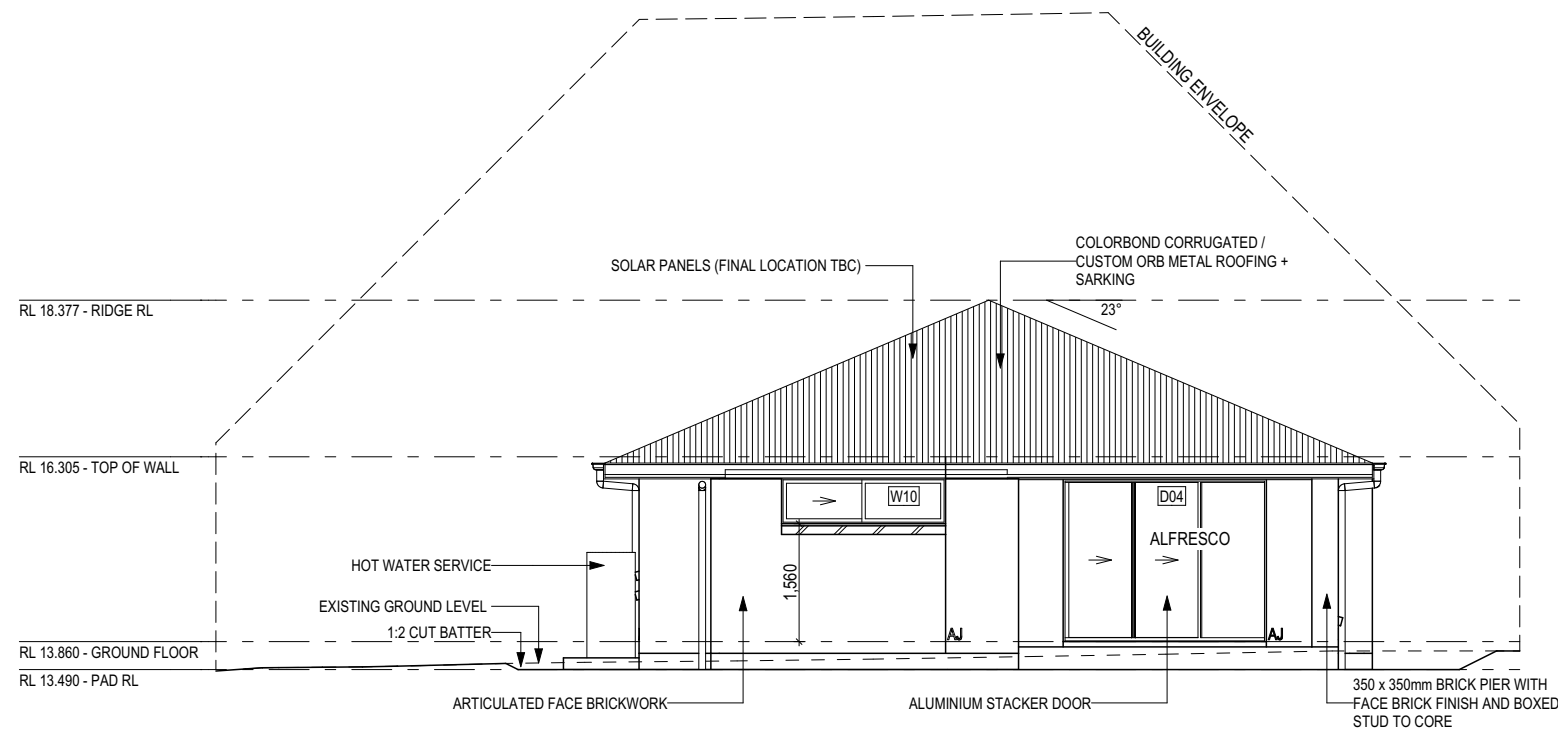 BUILDING ENVELOPE
COLORBOND CORRUGATED /
CUSTOM ORB METAL ROOFING +
SARKING
SOLAR PANELS (FINAL LOCATION TBC)
RL 18.377 - RIDGE RL
23°
RL 16.305 - TOP OF WALL
W10
D04
ALFRESCO
HOT WATER SERVICE
1,560
EXISTING GROUND LEVEL
1:2 CUT BATTER
AJ
AJ
RL 13.860 - GROUND FLOOR
RL 13.490 - PAD RL
ARTICULATED FACE BRICKWORK
ALUMINIUM STACKER DOOR
350 x 350mm BRICK PIER WITH
FACE BRICK FINISH AND BOXED
STUD TO CORE